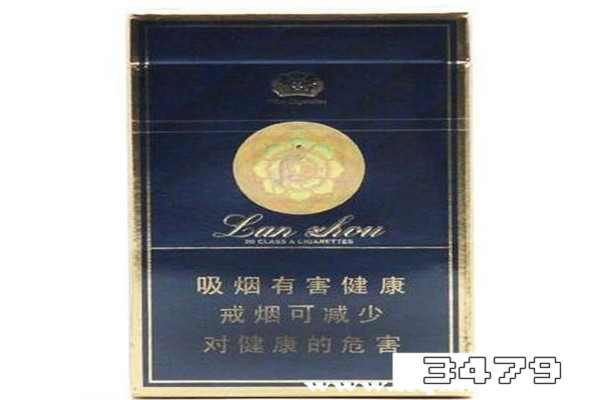 Lan zhou
20 CLASS A CIGARETTES
吸烟有害健康
戒烟可减少
对健康的危害
3479